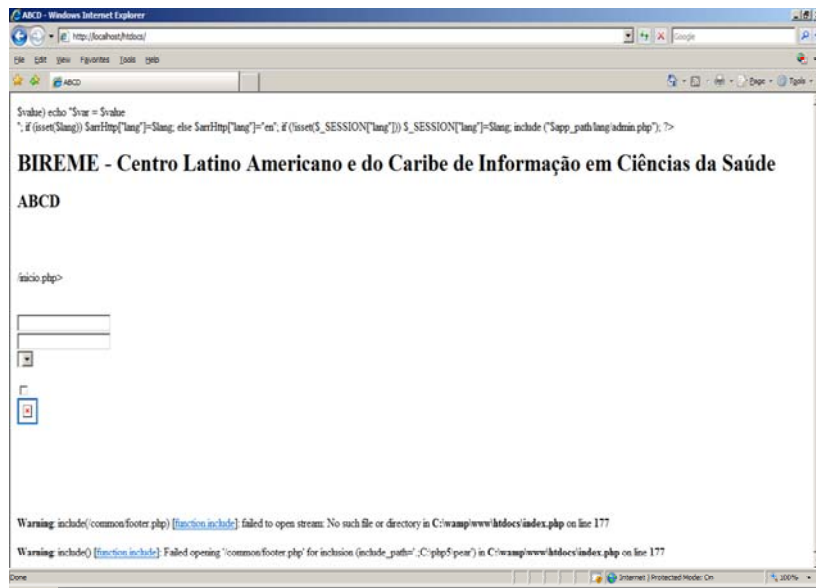 ABCD - Windows Internet Explorer
http://localhost/htdocs/
Google
File Edit View Favorites Tools Help
ABCD
Page Tools
$value) echo "$var = $value
"; if (isset($lang)) $arrHttp["lang"]=$lang; else $arrHttp["lang"]="en"; if (!isset($_SESSION["lang"])) $_SESSION["lang"]=$lang; include ("$app_path/lang/admin.php"); ?>
BIREME - Centro Latino Americano e do Caribe de Informação em Ciências da Saúde
ABCD
/inicio.php>
Warning: include(/common/footer.php) [function.include]: failed to open stream: No such file or directory in C:\wamp\www\htdocs\index.php on line 177
Warning: include() [function.include]: Failed opening '/common/footer.php' for inclusion (include_path='.;C:\php5\pear') in C:\wamp\www\htdocs\index.php on line 177
Done
Internet | Protected Mode: On
100%